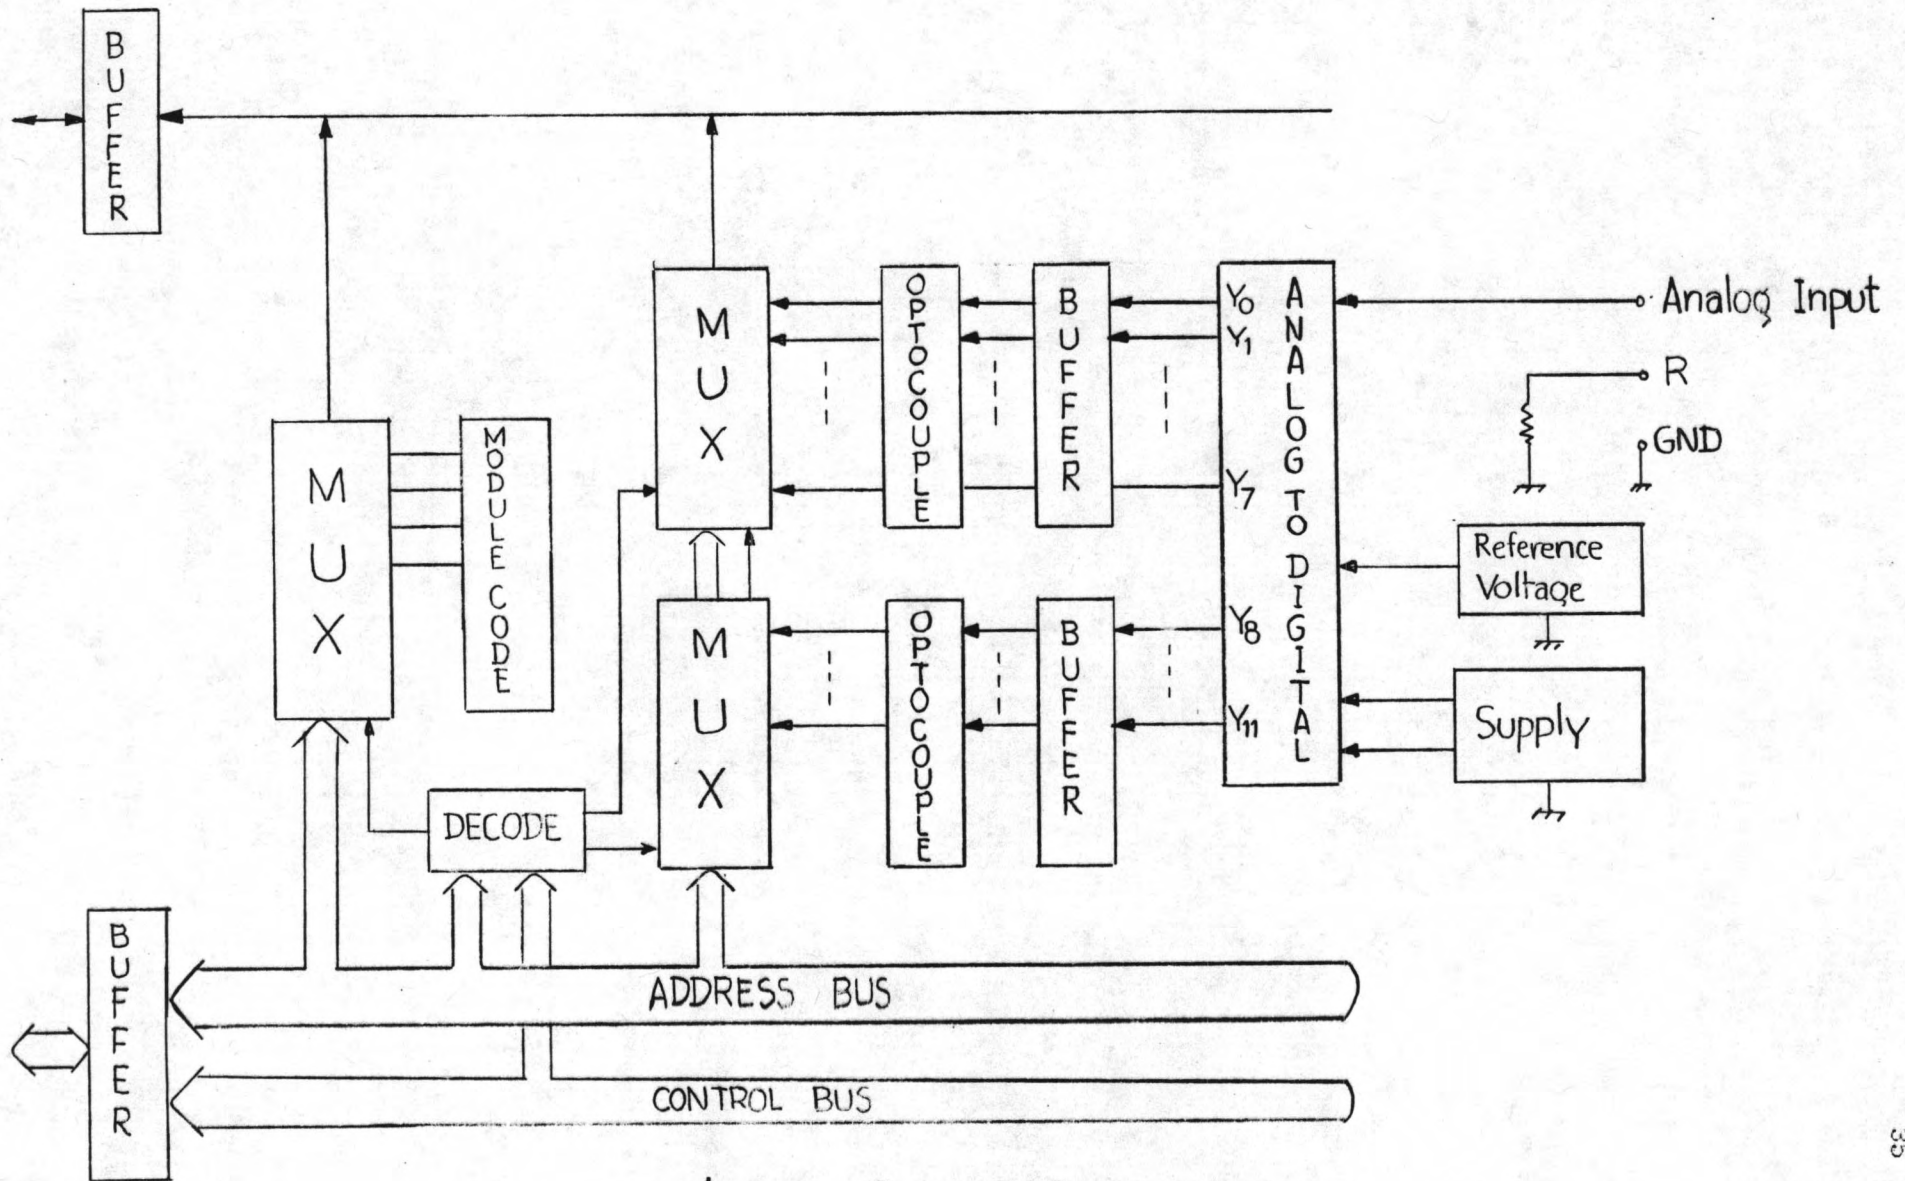 BUFFER
Y0
Y1
Y7
Y8
Y11
ANALOG TO DIGITAL
Analog Input
R
GND
Reference
Voltage
Supply
BUFFER
OPTOCOUPLE
MUX
BUFFER
OPTOCOUPLE
MUX
MUX
MODULE CODE
DECODE
BUFFER
ADDRESS BUS
CONTROL BUS
35